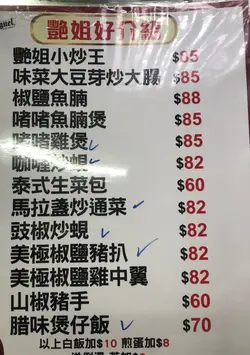 艷姐好介紹
艷姐小炒王 $85
味菜大豆芽炒大腸 $85
椒鹽魚腩 $88
啫啫魚腩煲 $85
啫啫雞煲 $85
咖喱炒蜆 $82
泰式生菜包 $60
馬拉盞炒通菜 $82
豉椒炒蜆 $82
美極椒鹽豬扒 $82
美極椒鹽雞中翼 $82
山椒豬手 $60
腊味煲仔飯 $70
以上白飯加$10 煎蛋加$8